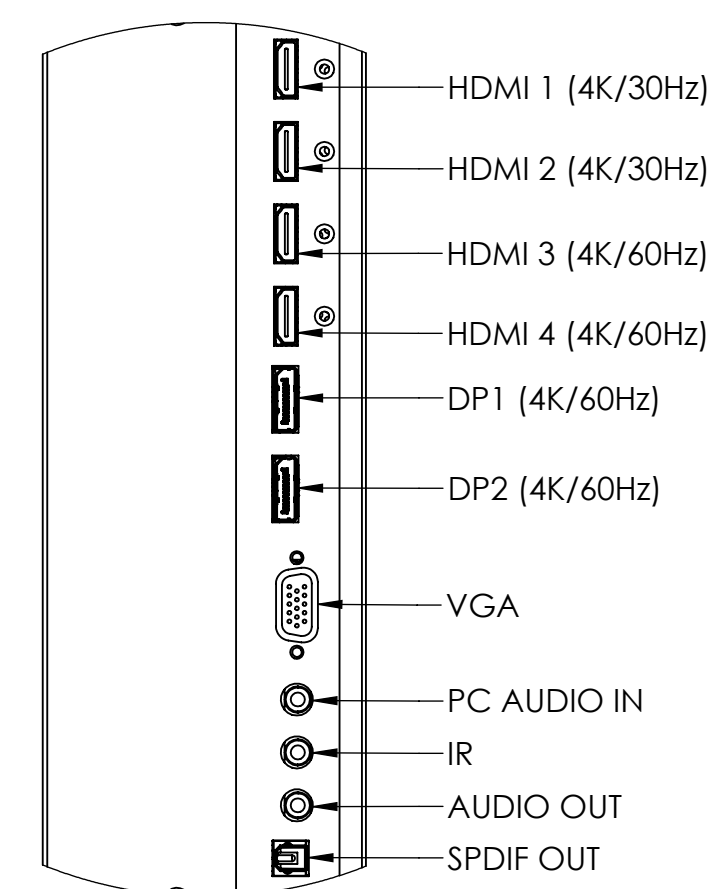 HDMI 1 (4K/30Hz)
HDMI 2 (4K/30Hz)
HDMI 3 (4K/60Hz)
HDMI 4 (4K/60Hz)
DP1 (4K/60Hz)
DP2 (4K/60Hz)
VGA
PC AUDIO IN
IR
AUDIO OUT
SPDIF OUT